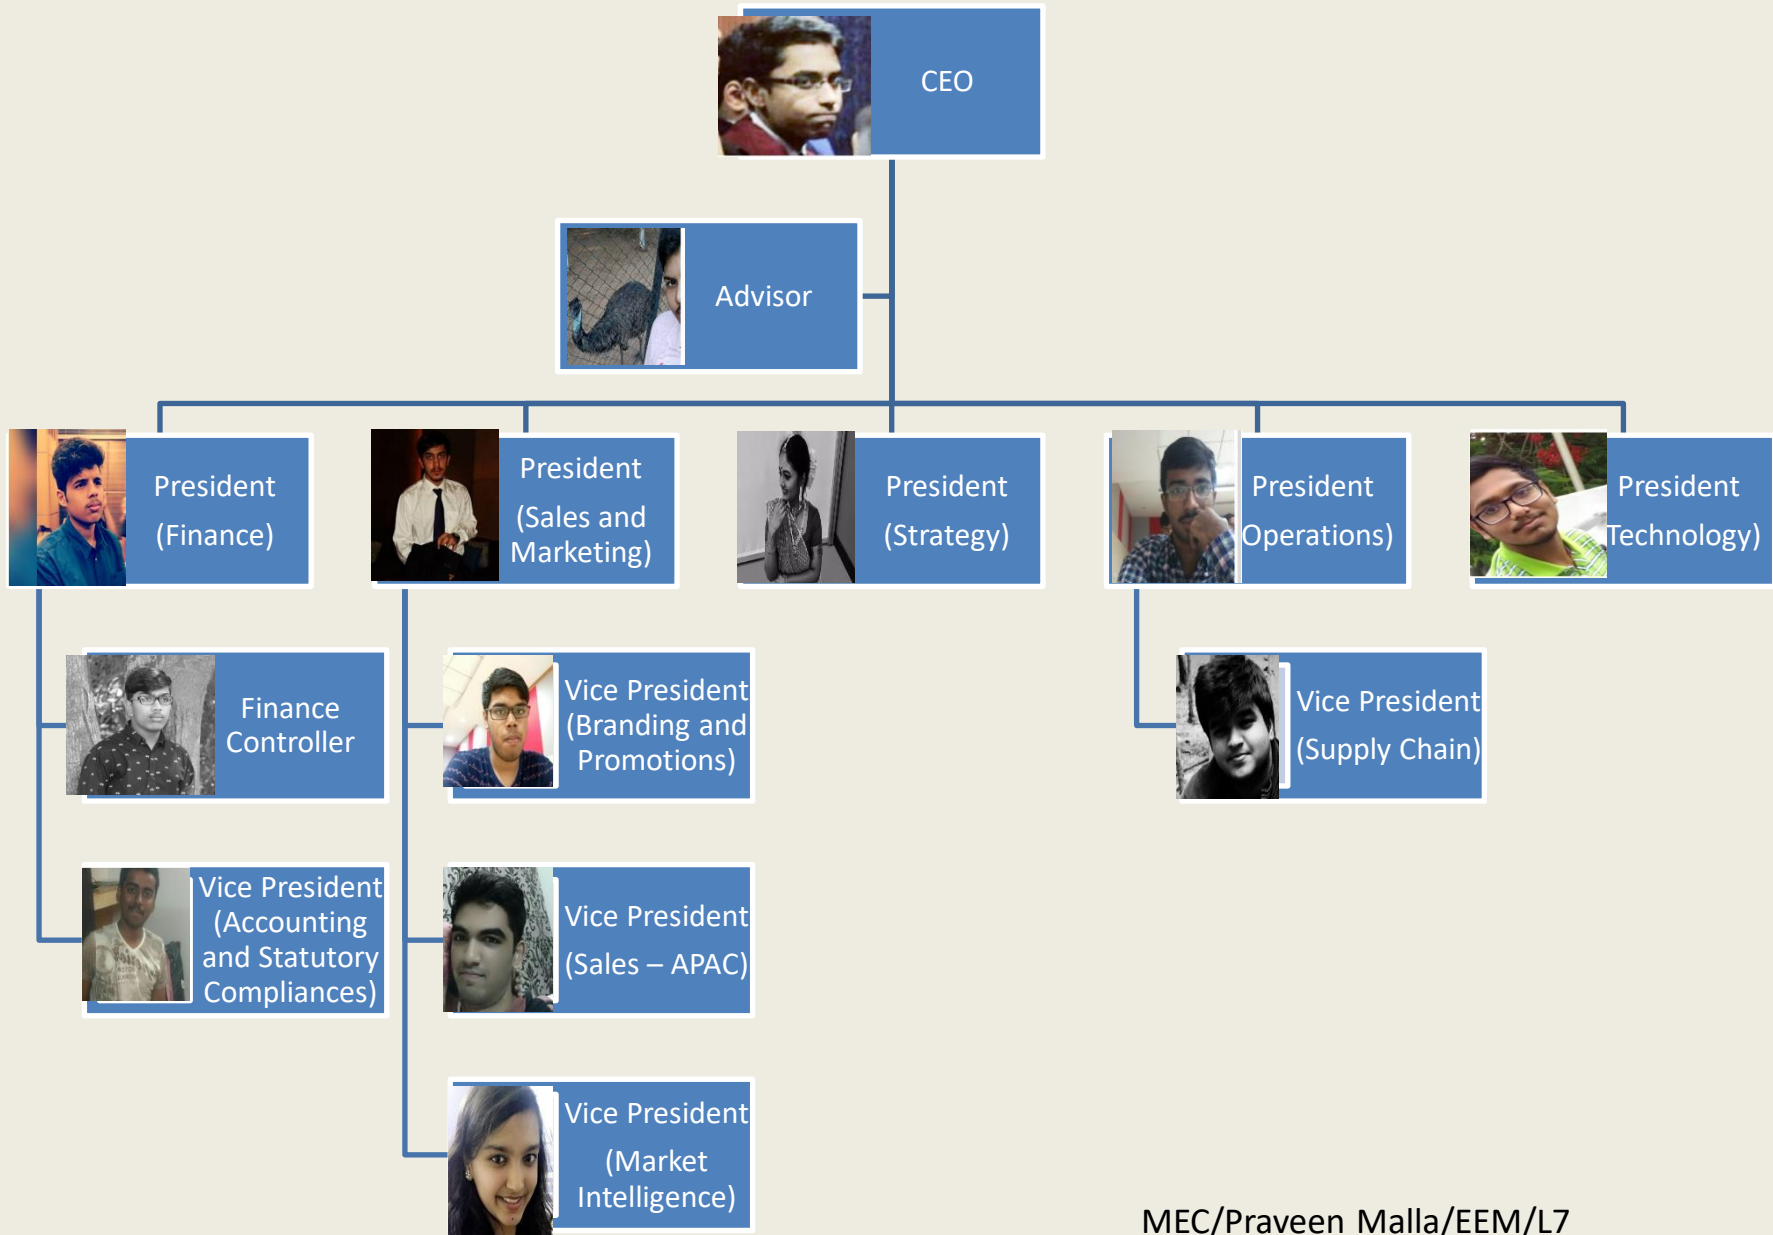 CEO
Advisor
President
(Finance)
President
(Sales and
Marketing)
President
(Strategy)
President
Operations)
President
Technology)
Finance
Controller
Vice President
(Branding and
Promotions)
Vice President
(Supply Chain)
Vice President
(Accounting
and Statutory
Compliances)
Vice President
(Sales – APAC)
Vice President
(Market
Intelligence)
MEC/Praveen Malla/EEM/L7